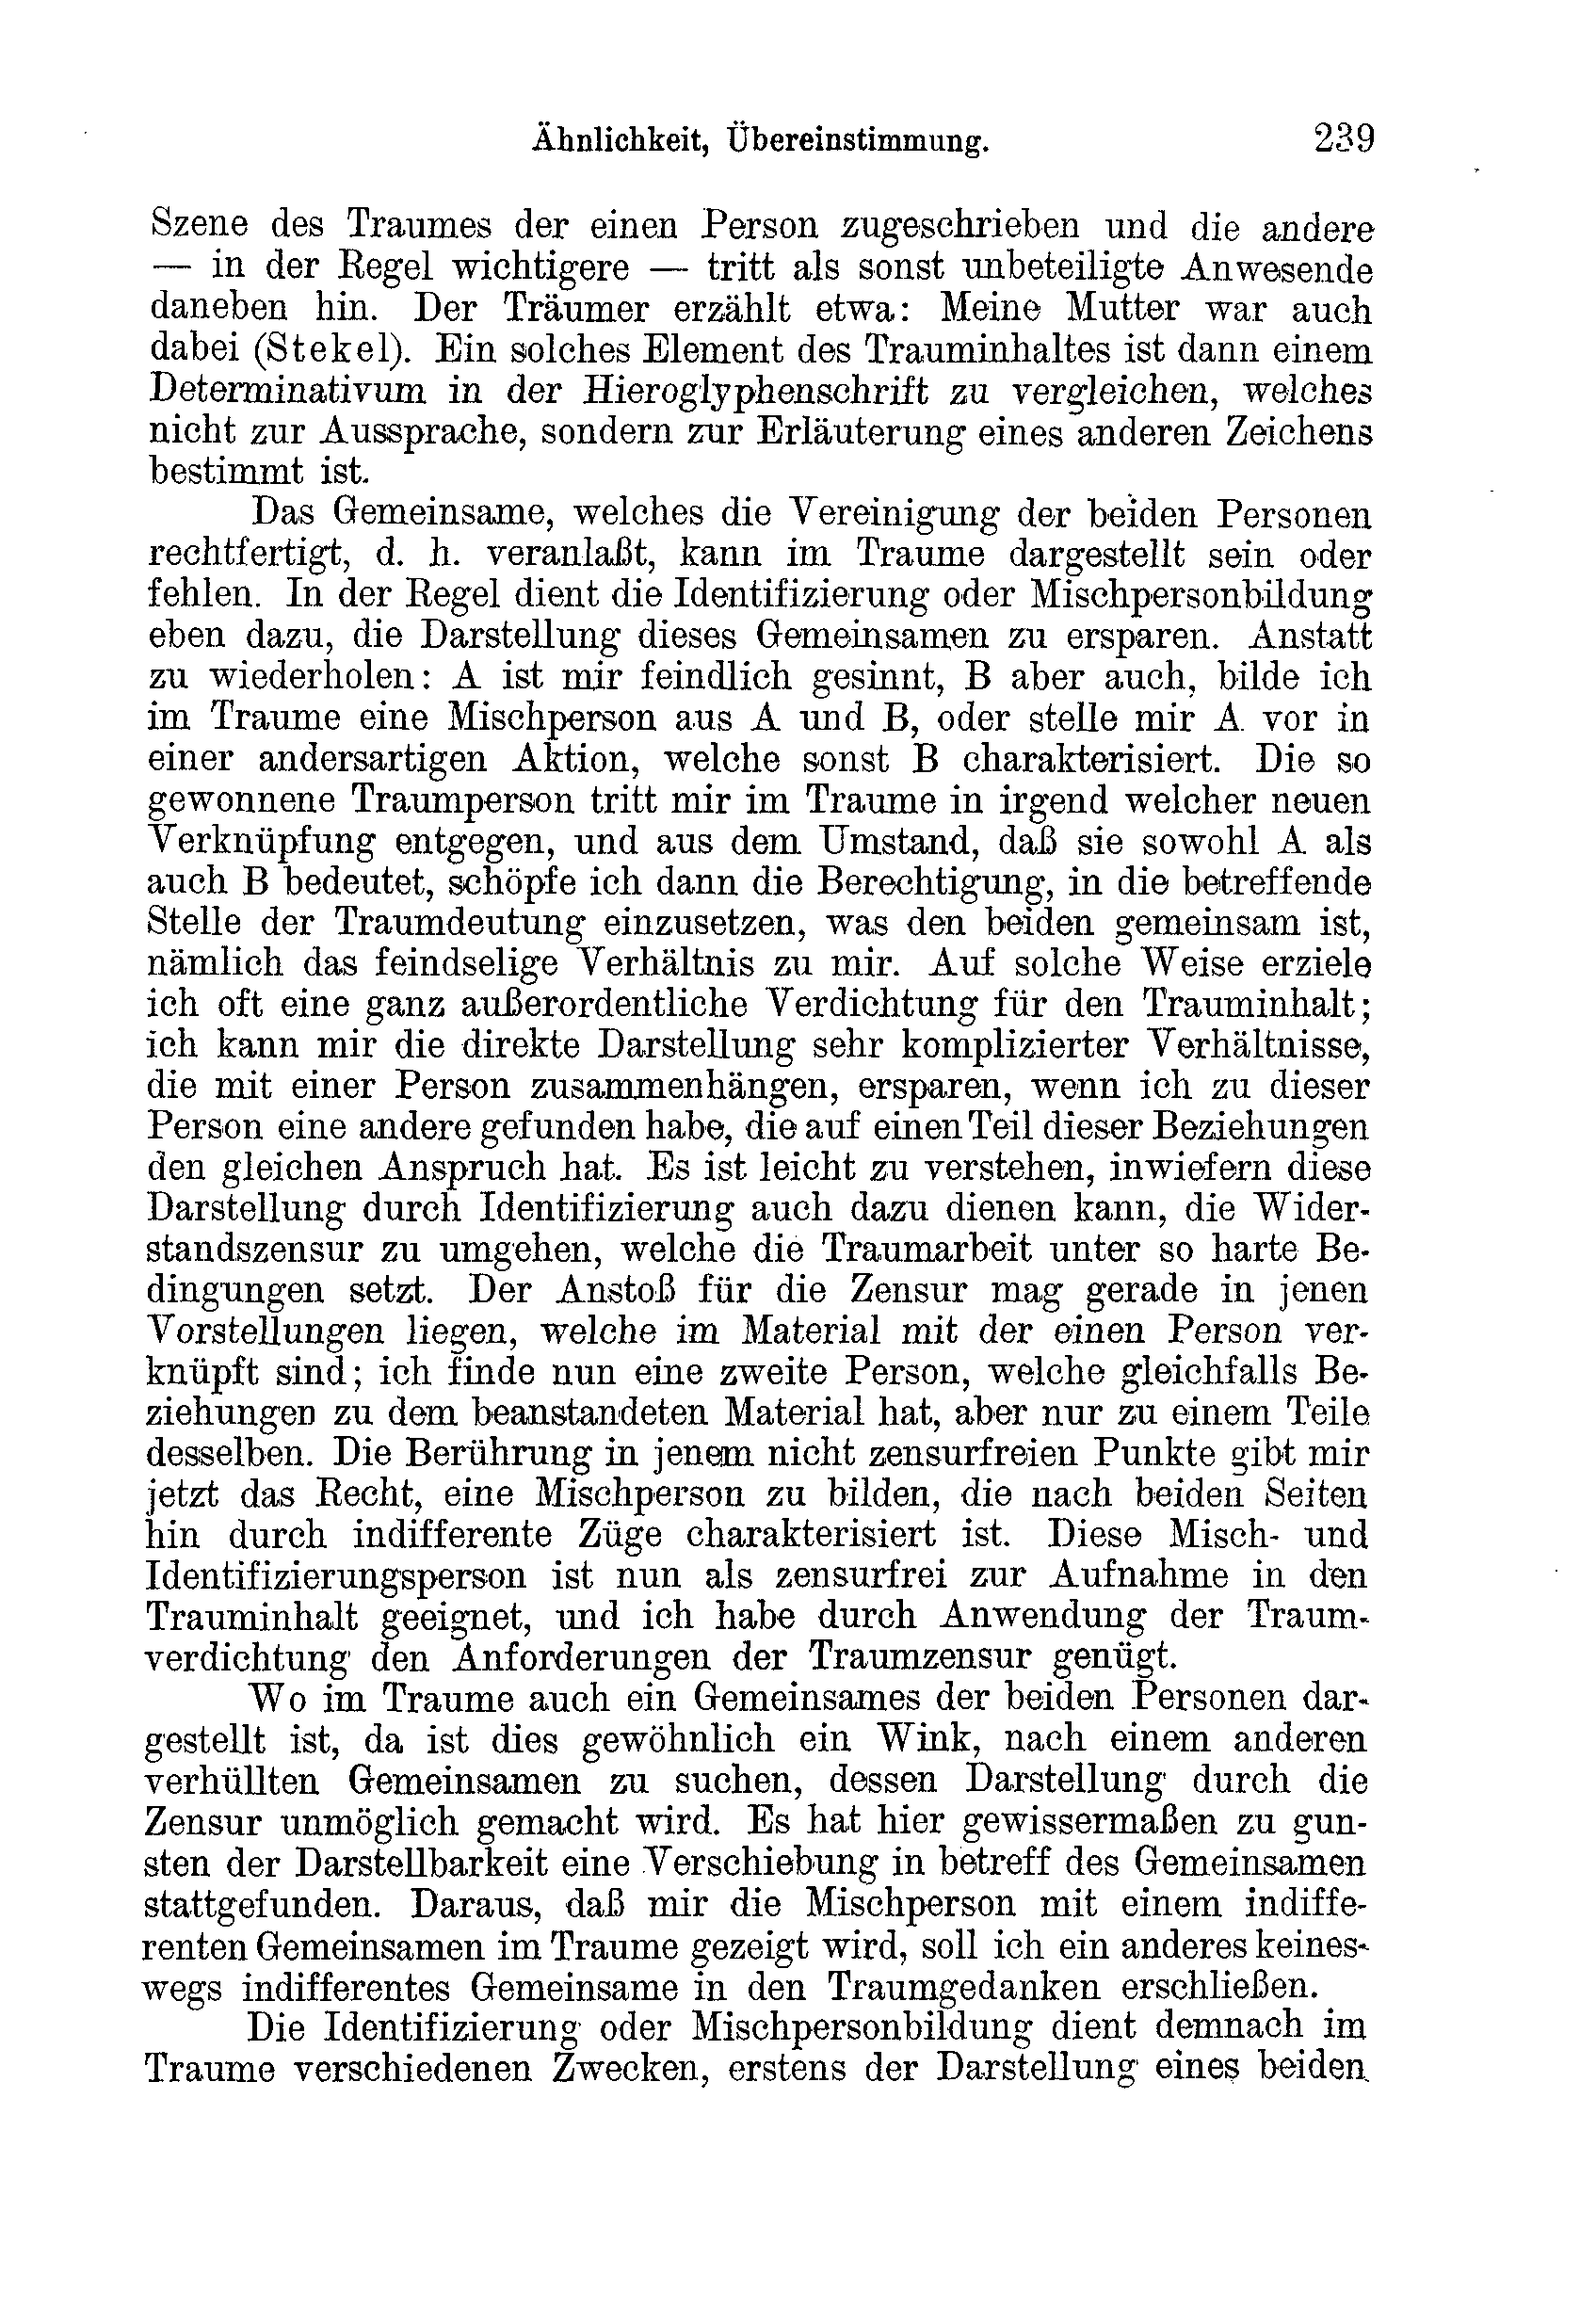 Ähnlichkeit, Übereinstimmung. 239
Szene des Traumes der einen Person zugeschrieben und die andere
— in der Regel wichtigere — tritt als sonst unbeteiligte Anwesende
daneben hin. Der Träumer erzählt etwa: Meine Mutter war auch
dabei (Stekel). Ein solches Element des Trauminhaltes ist dann einem
Determinativum in der Hieroglyphenschrift zu vergleichen, welches
nicht zur Aussprache, sondern zur Erläuterung eines anderen Zeichens
bestimmt ist.
Das Gemeinsame, welches die Vereinigung der beiden Personen
rechtfertigt, d. h. veranlaßt, kann im Traume dargestellt sein oder
fehlen. In der Regel dient die Identifizierung oder Mischpersonbildung
eben dazu, die Darstellung dieses Gemeinsamen zu ersparen. Anstatt
zu wiederholen: A ist mir feindlich gesinnt, B aber auch, bilde ich
im Traume eine Mischperson aus A und B, oder stelle mir A vor in
einer andersartigen Aktion, welche sonst B charakterisiert. Die so
gewonnene Traumperson tritt mir im Traume in irgend welcher neuen
Verknüpfung entgegen, und aus dem Umstand, daß sie sowohl A als
auch B bedeutet, schöpfe ich dann die Berechtigung, in die betreffende
Stelle der Traumdeutung einzusetzen, was den beiden gemeinsam ist,
nämlich das feindselige Verhältnis zu mir. Auf solche Weise erziele
ich oft eine ganz außerordentliche Verdichtung für den Trauminhalt;
ich kann mir die direkte Darstellung sehr komplizierter Verhältnisse,
die mit einer Person zusammenhängen, ersparen, wenn ich zu dieser
Person eine andere gefunden habe, die auf einen Teil dieser Beziehungen
den gleichen Anspruch hat. Es ist leicht zu verstehen, inwiefern diese
Darstellung durch Identifizierung auch dazu dienen kann, die Wider-
standszensur zu umgehen, welche die Traumarbeit unter so harte Be-
dingungen setzt. Der Anstoß für die Zensur mag gerade in jenen
Vorstellungen liegen, welche im Material mit der einen Person ver-
knüpft sind; ich finde nun eine zweite Person, welche gleichfalls Be-
ziehungen zu dem beanstandeten Material hat, aber nur zu einem Teile
desselben. Die Berührung in jenem nicht zensurfreien Punkte gibt mir
jetzt das Recht, eine Mischperson zu bilden, die nach beiden Seiten
hin durch indifferente Züge charakterisiert ist. Diese Misch- und
Identifizierungsperson ist nun als zensurfrei zur Aufnahme in den
Trauminhalt geeignet, und ich habe durch Anwendung der Traum-
verdichtung den Anforderungen der Traumzensur genügt.
Wo im Traume auch ein Gemeinsames der beiden Personen dar-
gestellt ist, da ist dies gewöhnlich ein Wink, nach einem anderen
verhüllten Gemeinsamen zu suchen, dessen Darstellung durch die
Zensur unmöglich gemacht wird. Es hat hier gewissermaßen zu gun-
sten der Darstellbarkeit eine Verschiebung in betreff des Gemeinsamen
stattgefunden. Daraus, daß mir die Mischperson mit einem indiffe-
renten Gemeinsamen im Traume gezeigt wird, soll ich ein anderes keines-
wegs indifferentes Gemeinsame in den Traumgedanken erschließen.
Die Identifizierung oder Mischpersonbildung dient demnach im
Traume verschiedenen Zwecken, erstens der Darstellung eines beiden